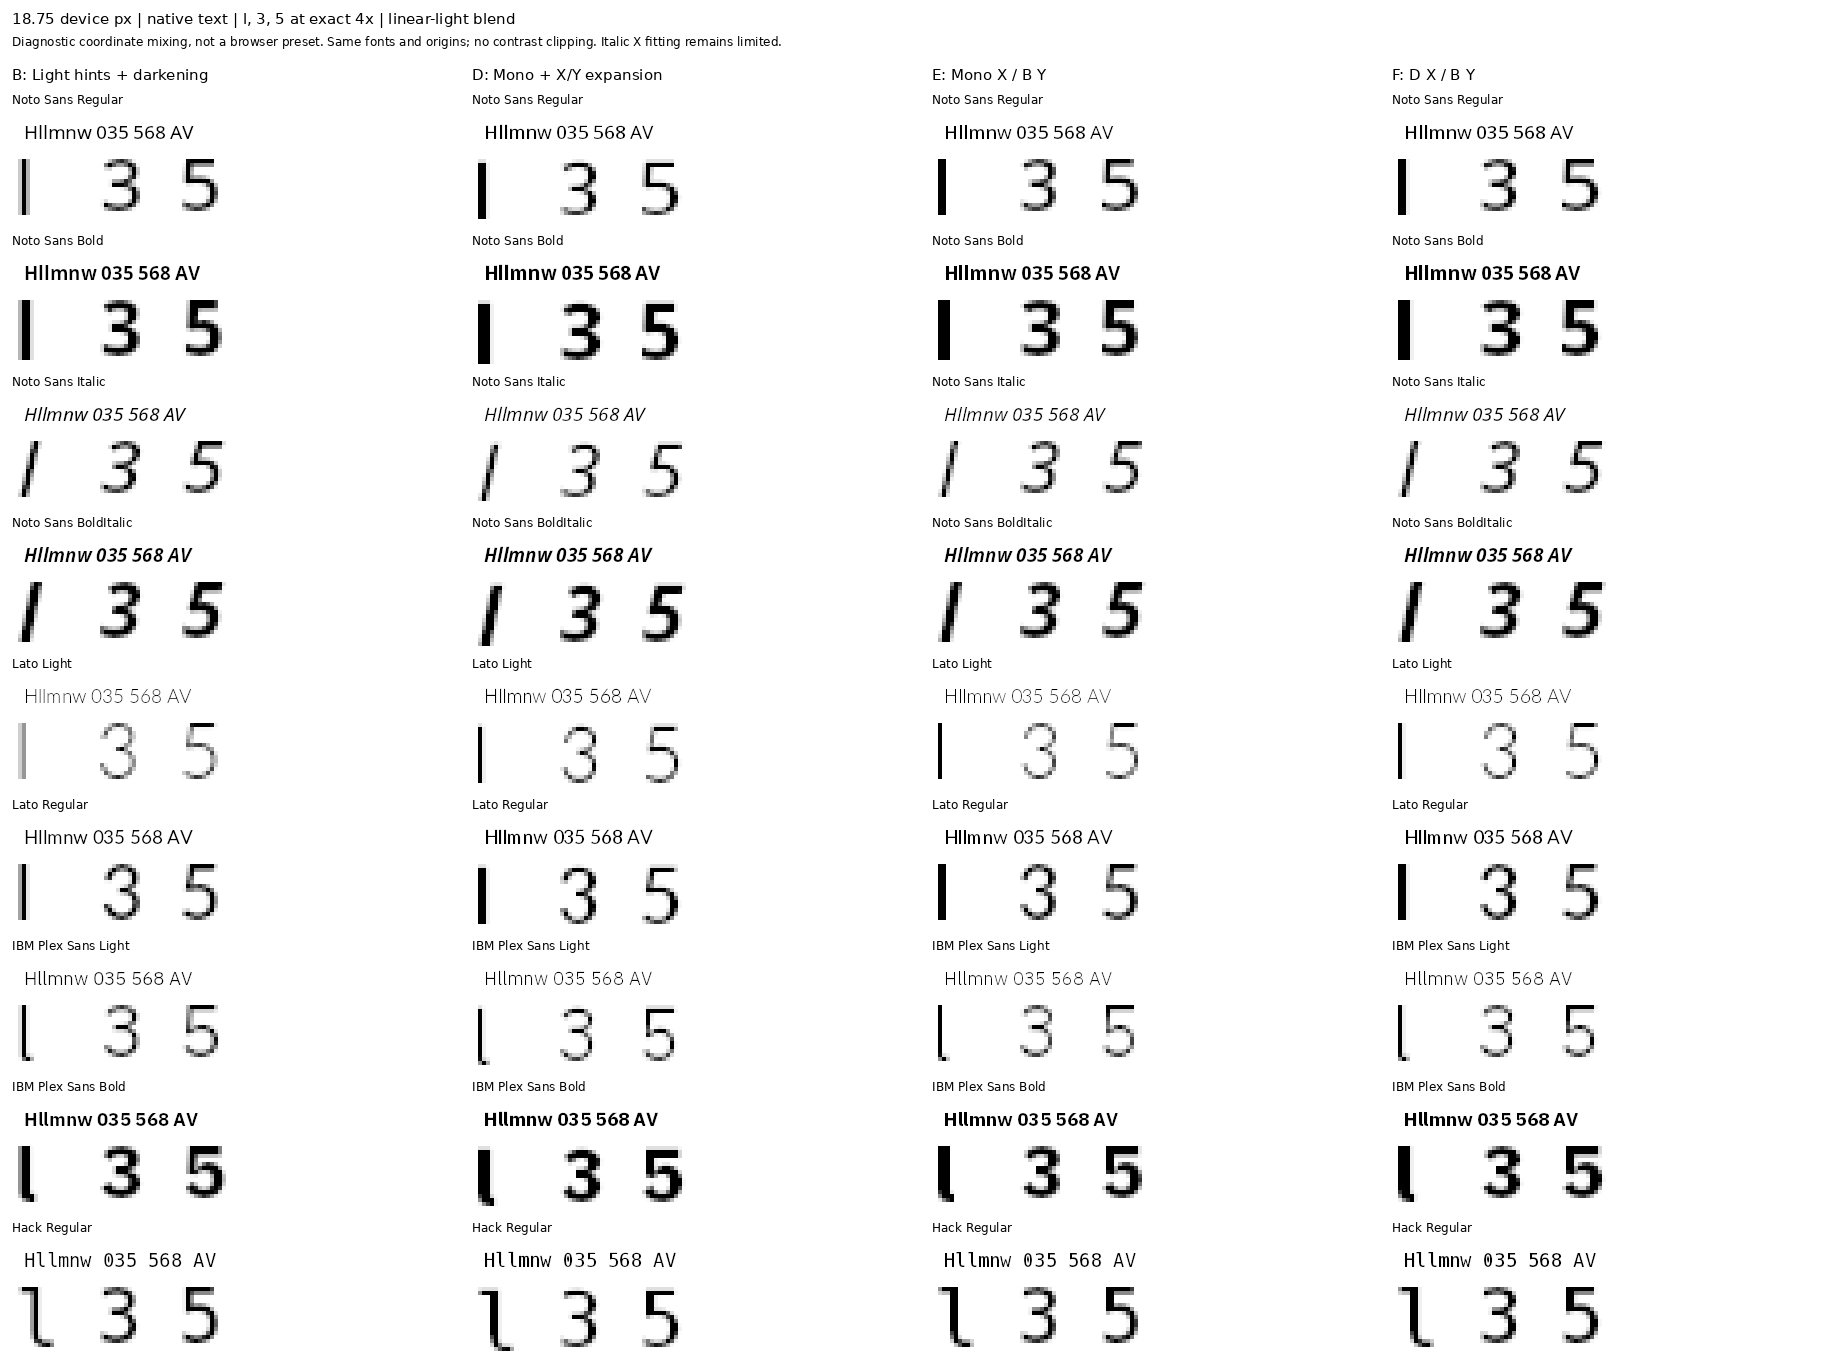 18.75 device px | native text | l, 3, 5 at exact 4x | linear-light blend
Diagnostic coordinate mixing, not a browser preset. Same fonts and origins; no contrast clipping. Italic X fitting remains limited.
B: Light hints + darkening D: Mono + X/Y expansion E: Mono X / B Y F: D X / B Y
Noto Sans Regular Noto Sans Regular Noto Sans Regular Noto Sans Regular
Hllmnw 035 568 AV Hllmnw 035 568 AV Hllmnw 035 568 AV Hllmnw 035 568 AV
l 3 5 l 3 5 l 3 5 l 3 5
Noto Sans Bold Noto Sans Bold Noto Sans Bold Noto Sans Bold
Hllmnw 035 568 AV Hllmnw 035 568 AV Hllmnw 035 568 AV Hllmnw 035 568 AV
l 3 5 l 3 5 l 3 5 l 3 5
Noto Sans Italic Noto Sans Italic Noto Sans Italic Noto Sans Italic
Hllmnw 035 568 AV Hllmnw 035 568 AV Hllmnw 035 568 AV Hllmnw 035 568 AV
l 3 5 l 3 5 l 3 5 l 3 5
Noto Sans BoldItalic Noto Sans BoldItalic Noto Sans BoldItalic Noto Sans BoldItalic
Hllmnw 035 568 AV Hllmnw 035 568 AV Hllmnw 035 568 AV Hllmnw 035 568 AV
l 3 5 l 3 5 l 3 5 l 3 5
Lato Light Lato Light Lato Light Lato Light
Hllmnw 035 568 AV Hllmnw 035 568 AV Hllmnw 035 568 AV Hllmnw 035 568 AV
l 3 5 l 3 5 l 3 5 l 3 5
Lato Regular Lato Regular Lato Regular Lato Regular
Hllmnw 035 568 AV Hllmnw 035 568 AV Hllmnw 035 568 AV Hllmnw 035 568 AV
l 3 5 l 3 5 l 3 5 l 3 5
IBM Plex Sans Light IBM Plex Sans Light IBM Plex Sans Light IBM Plex Sans Light
Hllmnw 035 568 AV Hllmnw 035 568 AV Hllmnw 035 568 AV Hllmnw 035 568 AV
l 3 5 l 3 5 l 3 5 l 3 5
IBM Plex Sans Bold IBM Plex Sans Bold IBM Plex Sans Bold IBM Plex Sans Bold
Hllmnw 035 568 AV Hllmnw 035 568 AV Hllmnw 035 568 AV Hllmnw 035 568 AV
l 3 5 l 3 5 l 3 5 l 3 5
Hack Regular Hack Regular Hack Regular Hack Regular
Hllmnw 035 568 AV Hllmnw 035 568 AV Hllmnw 035 568 AV Hllmnw 035 568 AV
l 3 5 l 3 5 l 3 5 l 3 5